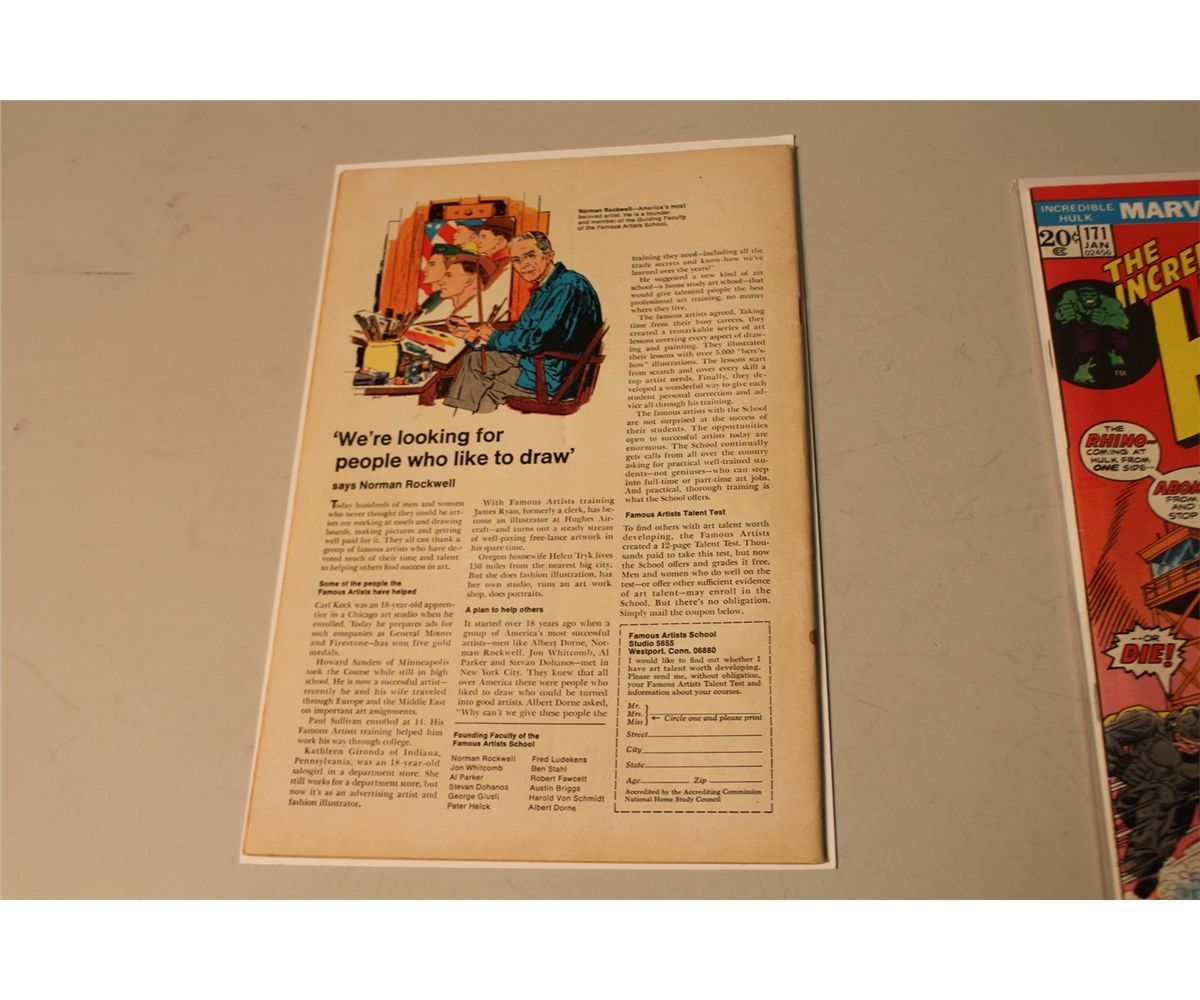 Norman Rockwell—America's most
beloved artist. He is a founder
and member of the Guiding Faculty
of the Famous Artists School.
'We're looking for
people who like to draw'
says Norman Rockwell
Today hundreds of men and women
who never thought they could be art-
ists are working at easels and drawing
boards, making pictures and getting
well paid for it. They all can thank a
group of famous artists who have de-
voted much of their time and talent
to helping others find success in art.
Some of the people the
Famous Artists have helped
Carl Kock was an 18-year-old appren-
tice in a Chicago art studio when he
enrolled. Today he prepares ads for
such companies as General Motors
and Firestone—has won five gold
medals.
Howard Sanden of Minneapolis
took the Course while still in high
school. He is now a successful artist—
recently he and his wife traveled
through Europe and the Middle East
on important art assignments.
Paul Sullivan enrolled at 14. His
Famous Artists training helped him
work his way through college.
Kathleen Gironda of Indiana,
Pennsylvania, was an 18-year-old
salesgirl in a department store. She
still works for a department store, but
now it's as an advertising artist and
fashion illustrator.
With Famous Artists training
James Ryan, formerly a clerk, has be-
come an illustrator at Hughes Air-
craft—and turns out a steady stream
of well-paying free-lance artwork in
his spare time.
Oregon housewife Helen Tryk lives
150 miles from the nearest big city.
But she does fashion illustration, has
her own studio, runs an art work
shop, does portraits.
A plan to help others
It started over 18 years ago when a
group of America's most successful
artists—men like Albert Dorne, Nor-
man Rockwell, Jon Whitcomb, Al
Parker and Stevan Dohanos—met in
New York City. They knew that all
over America there were people who
liked to draw who could be turned
into good artists. Albert Dorne asked,
"Why can't we give these people the
Founding Faculty of the
Famous Artists School
Norman Rockwell
Jon Whitcomb
Al Parker
Stevan Dohanos
George Giusti
Peter Helck
Fred Ludekens
Ben Stahl
Robert Fawcett
Austin Briggs
Harold Von Schmidt
Albert Dorne
training they need—including all the
trade secrets and know-how we've
learned over the years?"
He suggested a new kind of art
school—a home study art school—that
would give talented people the best
professional art training, no matter
where they live.
The famous artists agreed. Taking
time from their busy careers, they
created a remarkable series of art
lessons covering every aspect of draw-
ing and painting. They illustrated
their lessons with over 5,000 "here's-
how" illustrations. The lessons start
from scratch and cover every skill a
top artist needs. Finally, they de-
veloped a wonderful way to give each
student personal correction and ad-
vice all through his training.
The famous artists with the School
are not surprised at the success of
their students. The opportunities
open to successful artists today are
enormous. The School continually
gets calls from all over the country
asking for practical well-trained stu-
dents—not geniuses—who can step
into full-time or part-time art jobs.
And practical, thorough training is
what the School offers.
Famous Artists Talent Test
To find others with art talent worth
developing, the Famous Artists
created a 12-page Talent Test. Thou-
sands paid to take this test, but now
the School offers and grades it free.
Men and women who do well on the
test—or offer other sufficient evidence
of art talent—may enroll in the
School. But there's no obligation.
Simply mail the coupon below.
Famous Artists School
Studio 5655
Westport, Conn. 06880
I would like to find out whether I
have art talent worth developing.
Please send me, without obligation,
your Famous Artists Talent Test and
information about your courses.
Mr.
Mrs.
Miss
← Circle one and please print
Street
City
State
Age Zip
Accredited by the Accrediting Commission
National Home Study Council
INCREDIBLE
HULK
MARV
20¢
CC
171
JAN
02456
THE
INCRE
H
TM
THE
RHINO—
COMING AT
HULK FROM
ONE SIDE--
ABOM
FROM
AND
STOP
--OR
DIE!